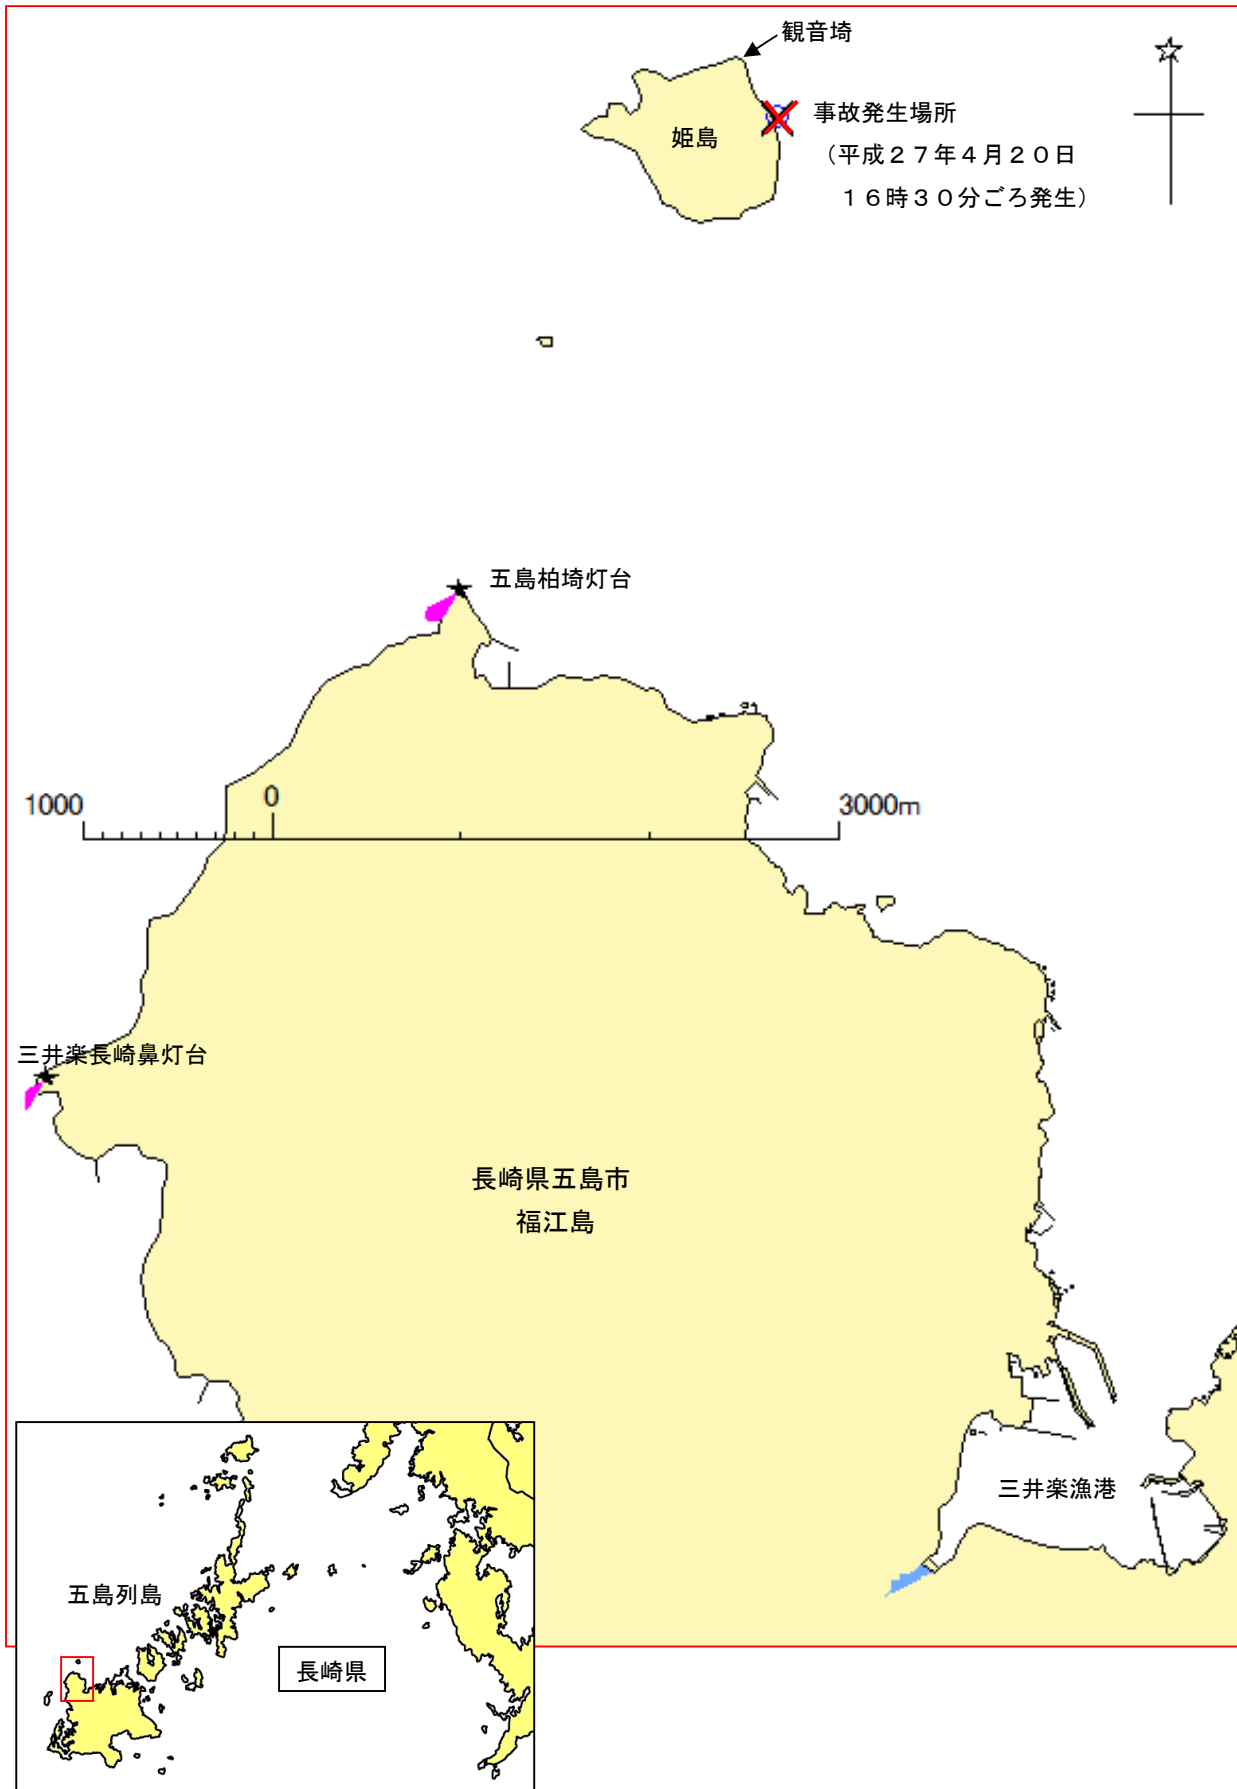 観音埼
事故発生場所
（平成２７年４月２０日
１６時３０分ごろ発生）
姫島
五島柏埼灯台
1000
0
3000m
三井楽長崎鼻灯台
長崎県五島市
福江島
三井楽漁港
五島列島
長崎県